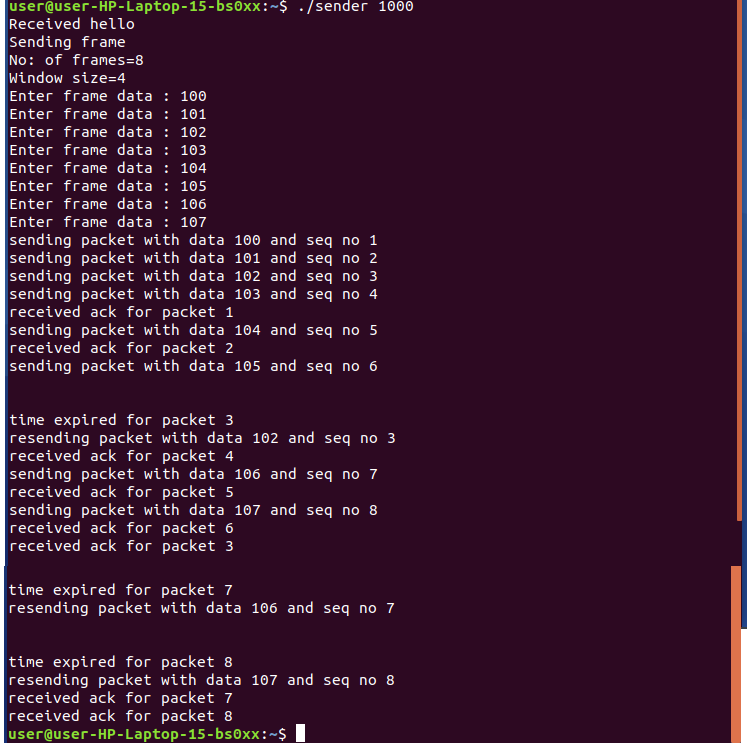 user@user-HP-Laptop-15-bs0xx:~$ ./sender 1000
Received hello
Sending frame
No: of frames=8
Window size=4
Enter frame data : 100
Enter frame data : 101
Enter frame data : 102
Enter frame data : 103
Enter frame data : 104
Enter frame data : 105
Enter frame data : 106
Enter frame data : 107
sending packet with data 100 and seq no 1
sending packet with data 101 and seq no 2
sending packet with data 102 and seq no 3
sending packet with data 103 and seq no 4
received ack for packet 1
sending packet with data 104 and seq no 5
received ack for packet 2
sending packet with data 105 and seq no 6
time expired for packet 3
resending packet with data 102 and seq no 3
received ack for packet 4
sending packet with data 106 and seq no 7
received ack for packet 5
sending packet with data 107 and seq no 8
received ack for packet 6
received ack for packet 3
time expired for packet 7
resending packet with data 106 and seq no 7
time expired for packet 8
resending packet with data 107 and seq no 8
received ack for packet 7
received ack for packet 8
user@user-HP-Laptop-15-bs0xx:~$